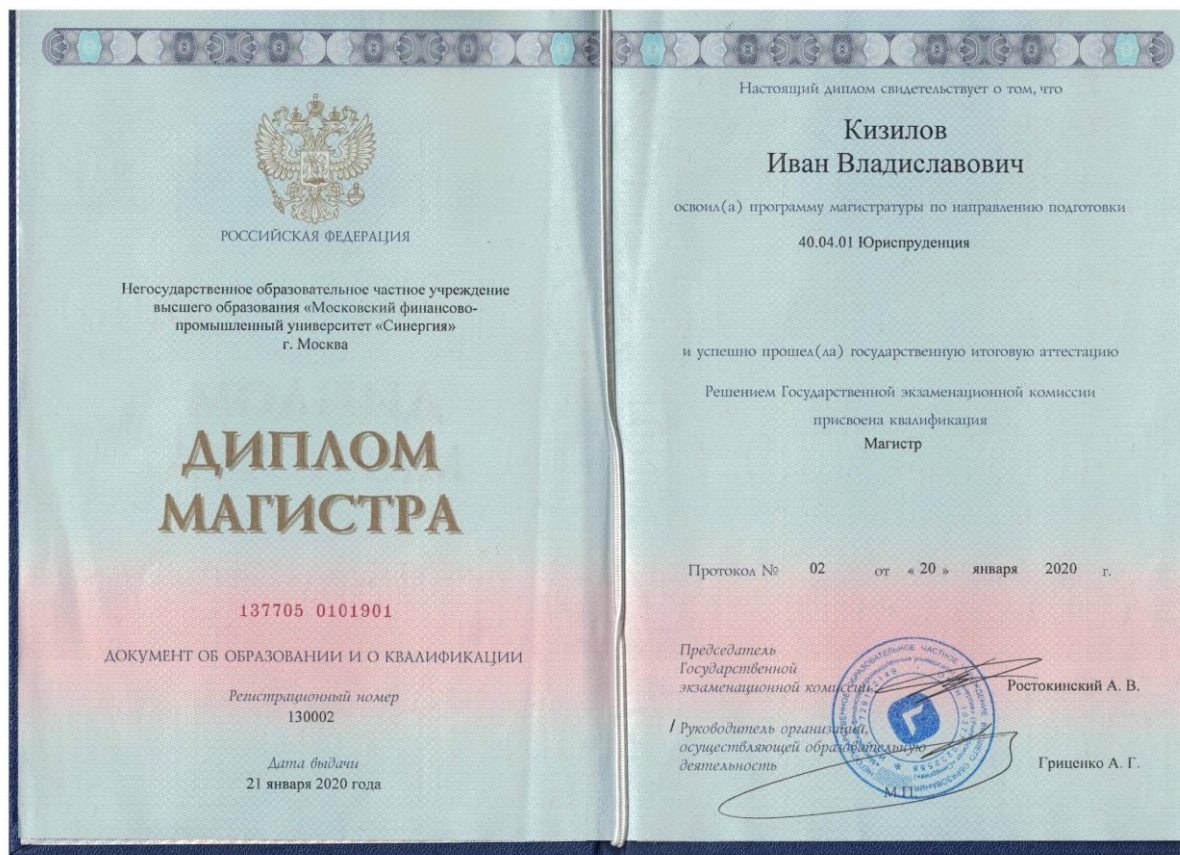 РОССИЙСКАЯ ФЕДЕРАЦИЯ
Негосударственное образовательное частное учреждение
высшего образования «Московский финансово-
промышленный университет «Синергия»
г. Москва
ДИПЛОМ
МАГИСТРА
137705 0101901
ДОКУМЕНТ ОБ ОБРАЗОВАНИИ И О КВАЛИФИКАЦИИ
Регистрационный номер
130002
Дата выдачи
21 января 2020 года
Настоящий диплом свидетельствует о том, что
Кизилов
Иван Владиславович
освоил(а) программу магистратуры по направлению подготовки
40.04.01 Юриспруденция
и успешно прошел(ла) государственную итоговую аттестацию
Решением Государственной экзаменационной комиссии
присвоена квалификация
Магистр
Протокол № 02 от « 20 » января 2020 г.
Председатель
Государственной
экзаменационной комиссии
Ростокинский А. В.
/ Руководитель организации,
осуществляющей образовательную
деятельность
Гриценко А. Г.
М.П.